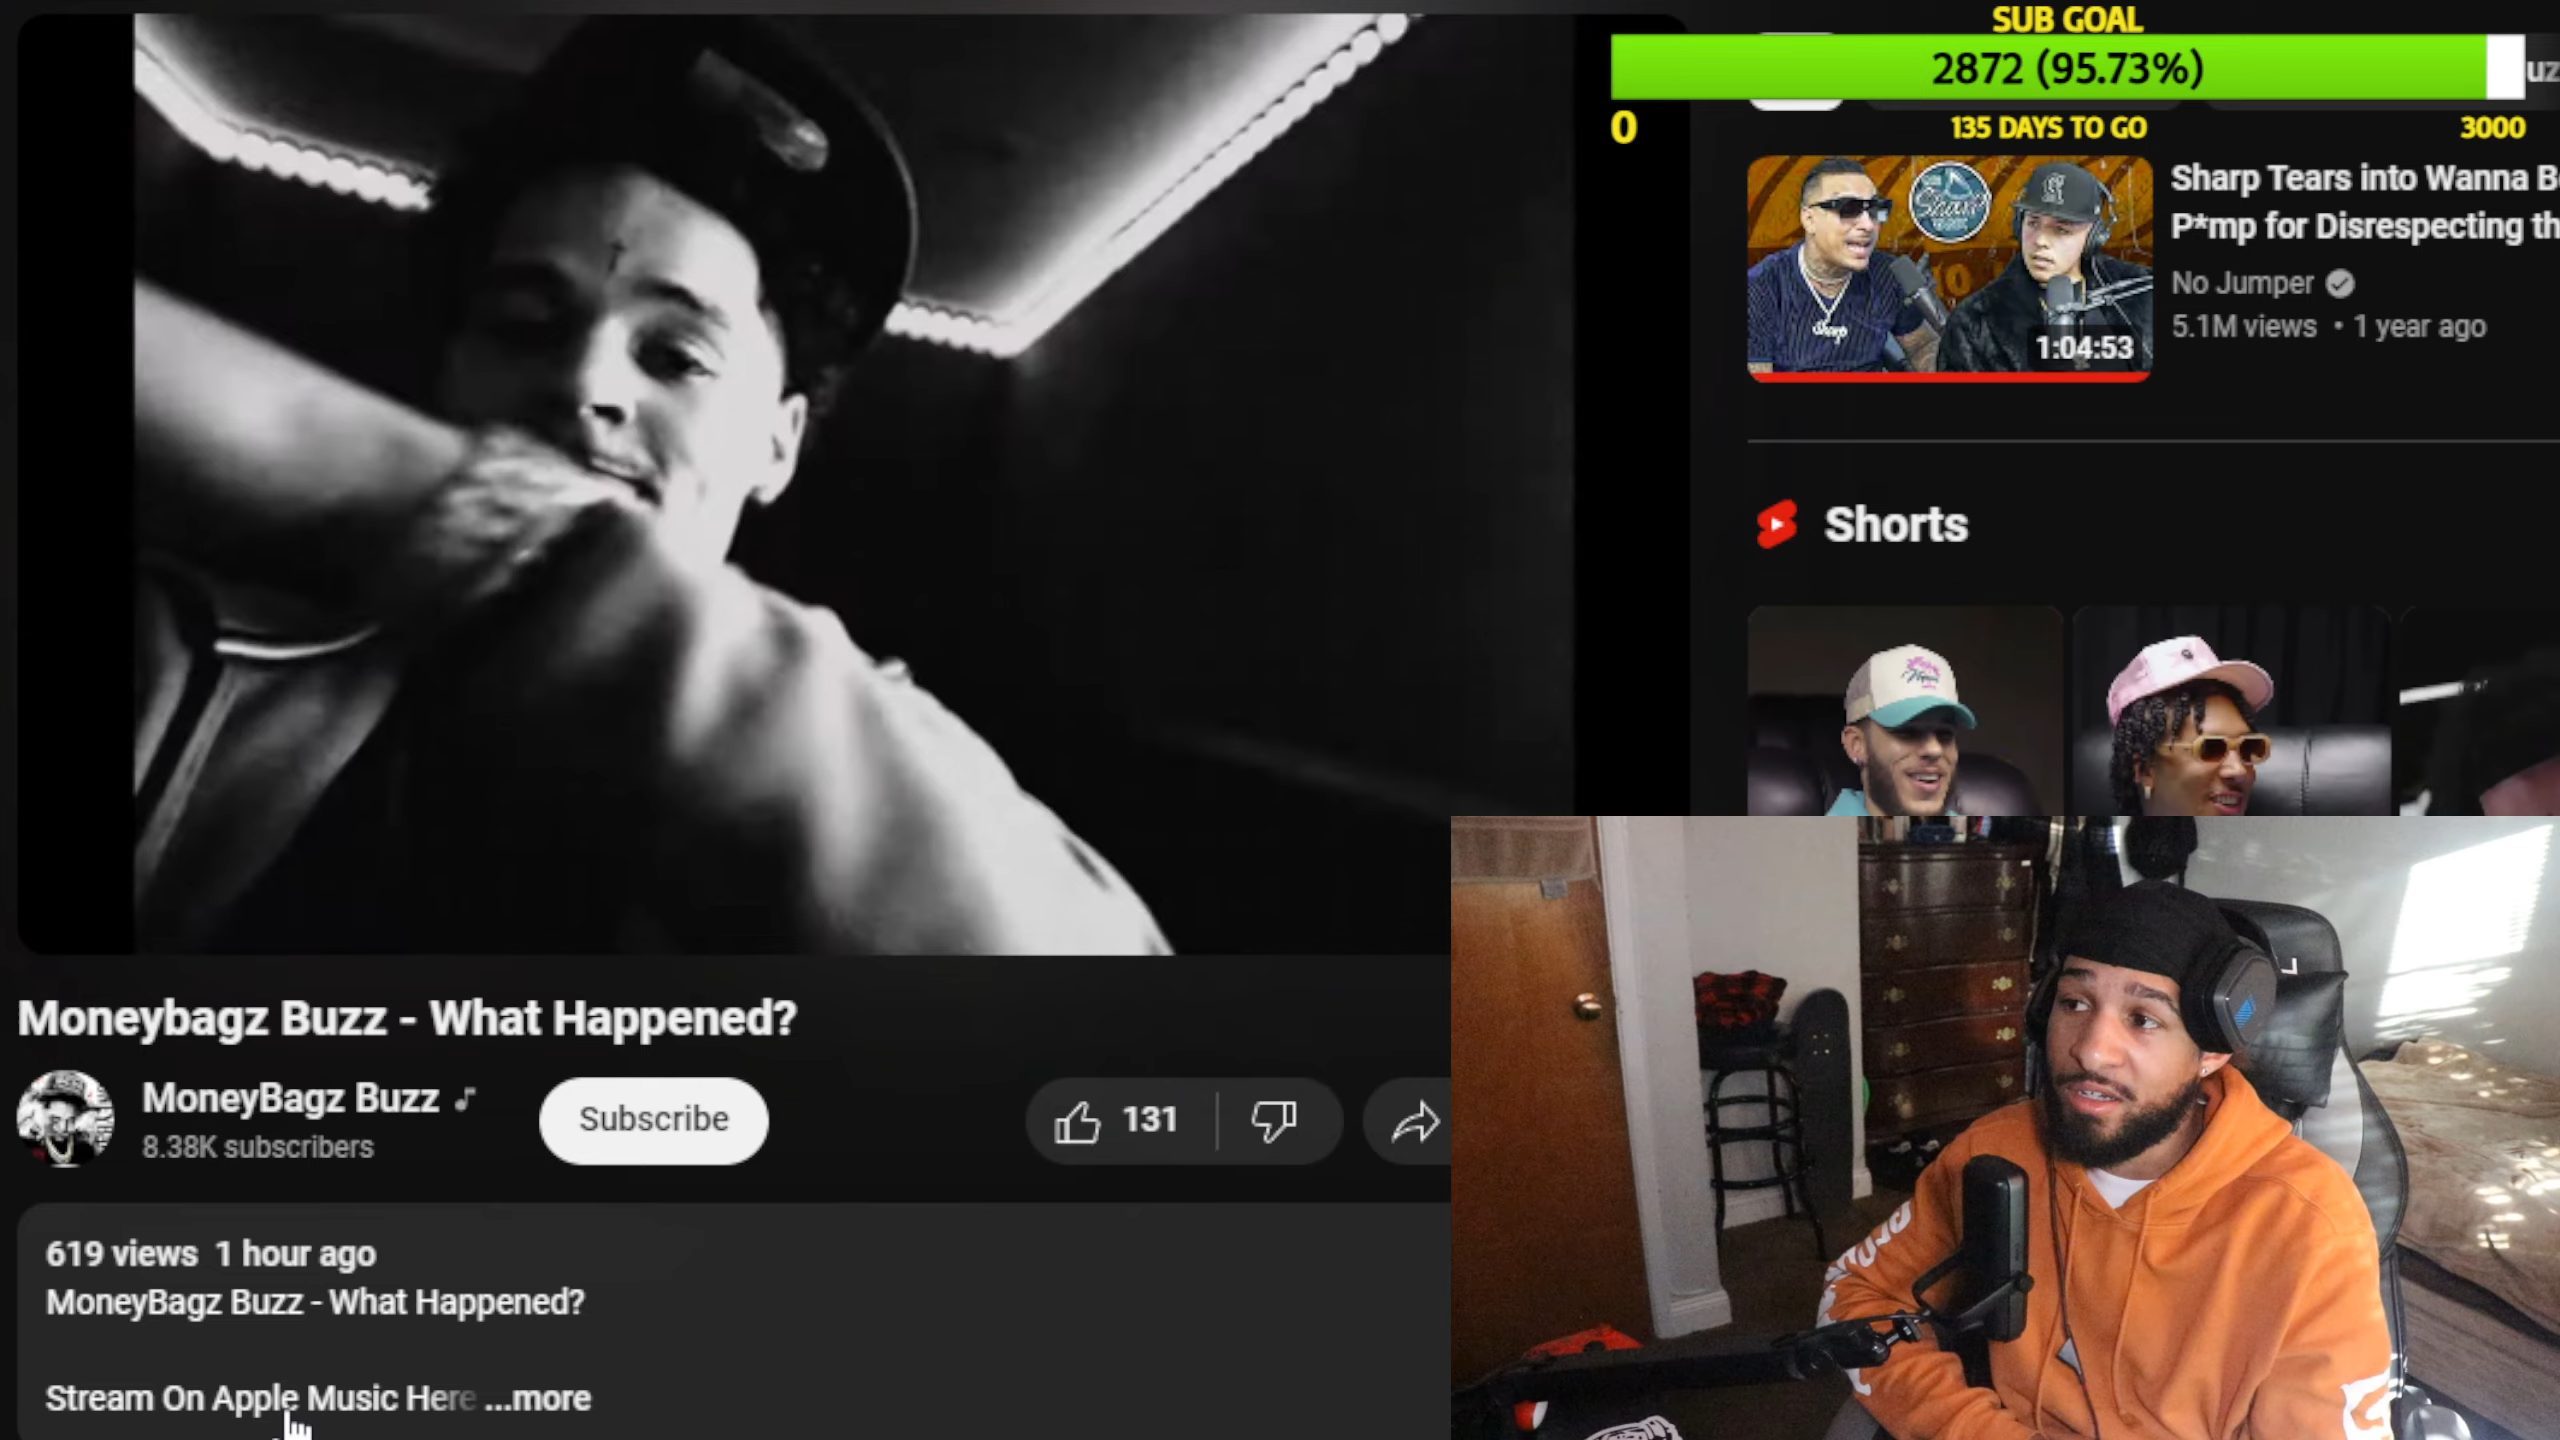 SUB GOAL
2872 (95.73%)
0
135 DAYS TO GO
3000
Sharp Tears into Wanna B
P*mp for Disrespecting th
No Jumper
5.1M views • 1 year ago
1:04:53
Sharp
Shorts
Moneybagz Buzz - What Happened?
MoneyBagz Buzz
8.38K subscribers
Subscribe
131
619 views 1 hour ago
MoneyBagz Buzz - What Happened?
Stream On Apple Music Here ...more